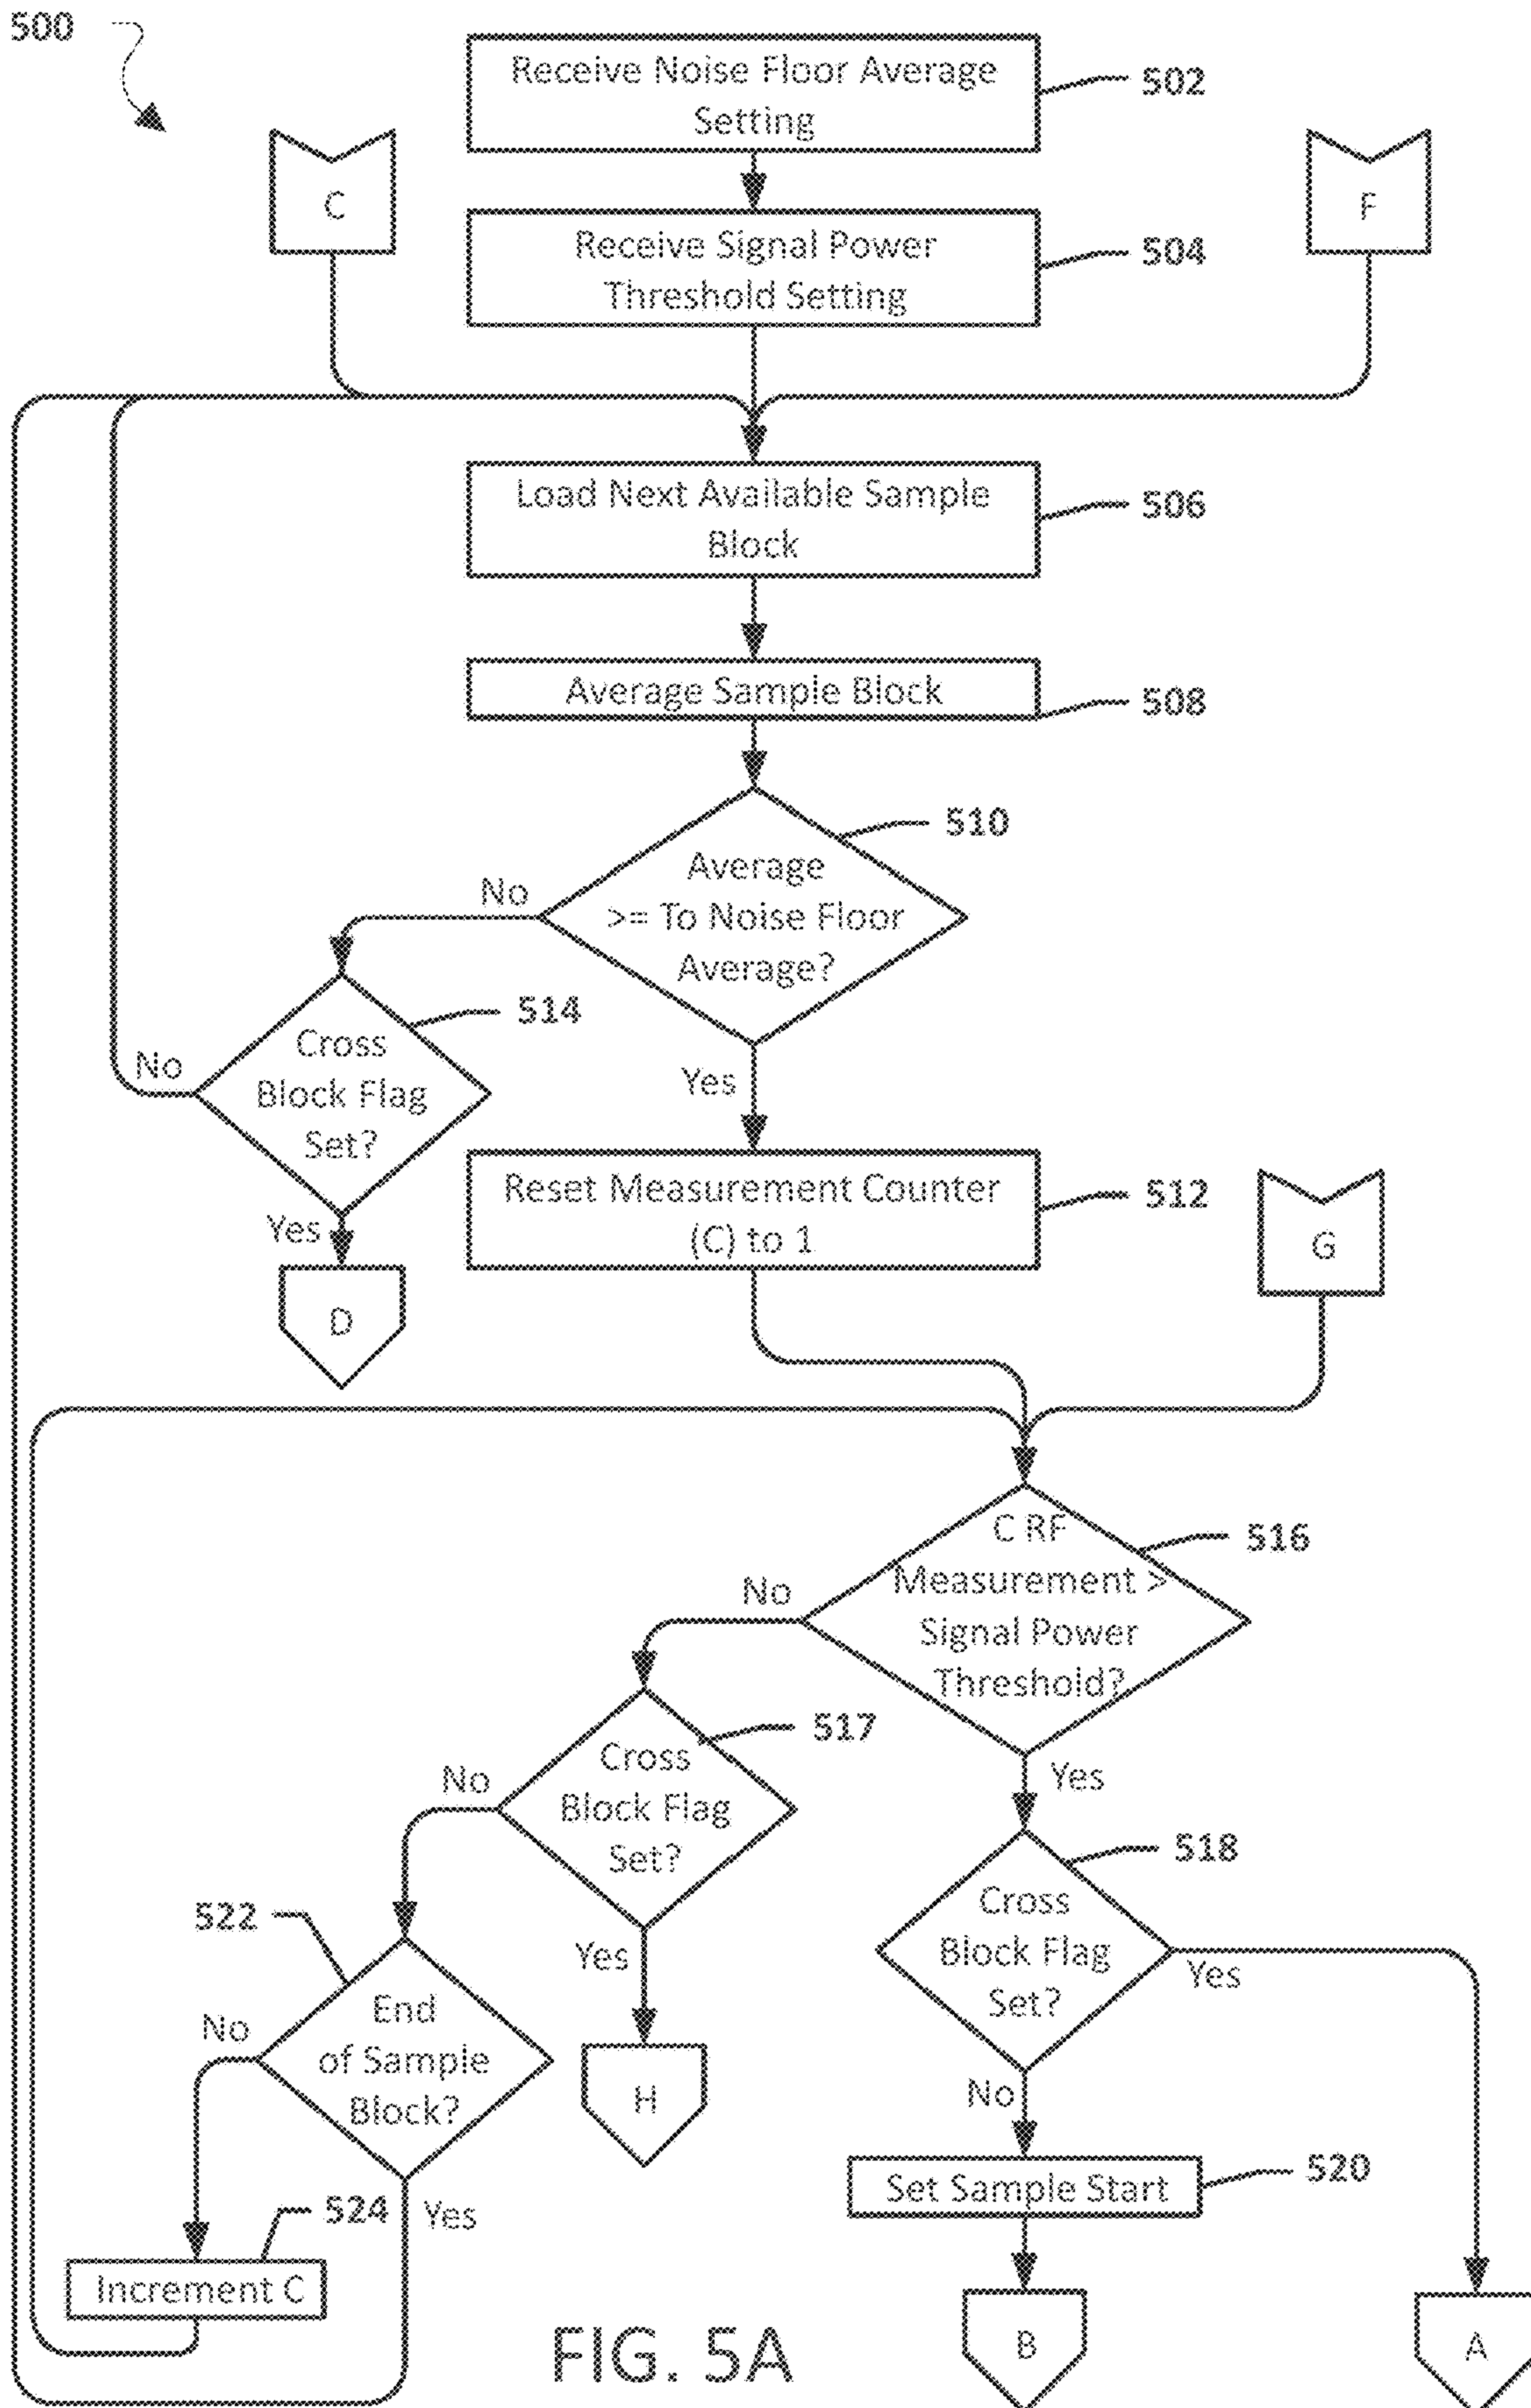 500
Receive Noise Floor Average
Setting
502
C
F
Receive Signal Power
Threshold Setting
504
Load Next Available Sample
Block
506
Average Sample Block
508
510
Average
>= To Noise Floor
Average?
No
514
Cross
Block Flag
Set?
No
Yes
Yes
Reset Measurement Counter
(C) to 1
512
G
D
C RF
Measurement >
Signal Power
Threshold?
516
No
517
Cross
Block Flag
Set?
No
Yes
518
Cross
Block Flag
Set?
Yes
522
Yes
End
of Sample
Block?
No
H
No
Set Sample Start
520
524
Yes
Increment C
B
A
FIG. 5A